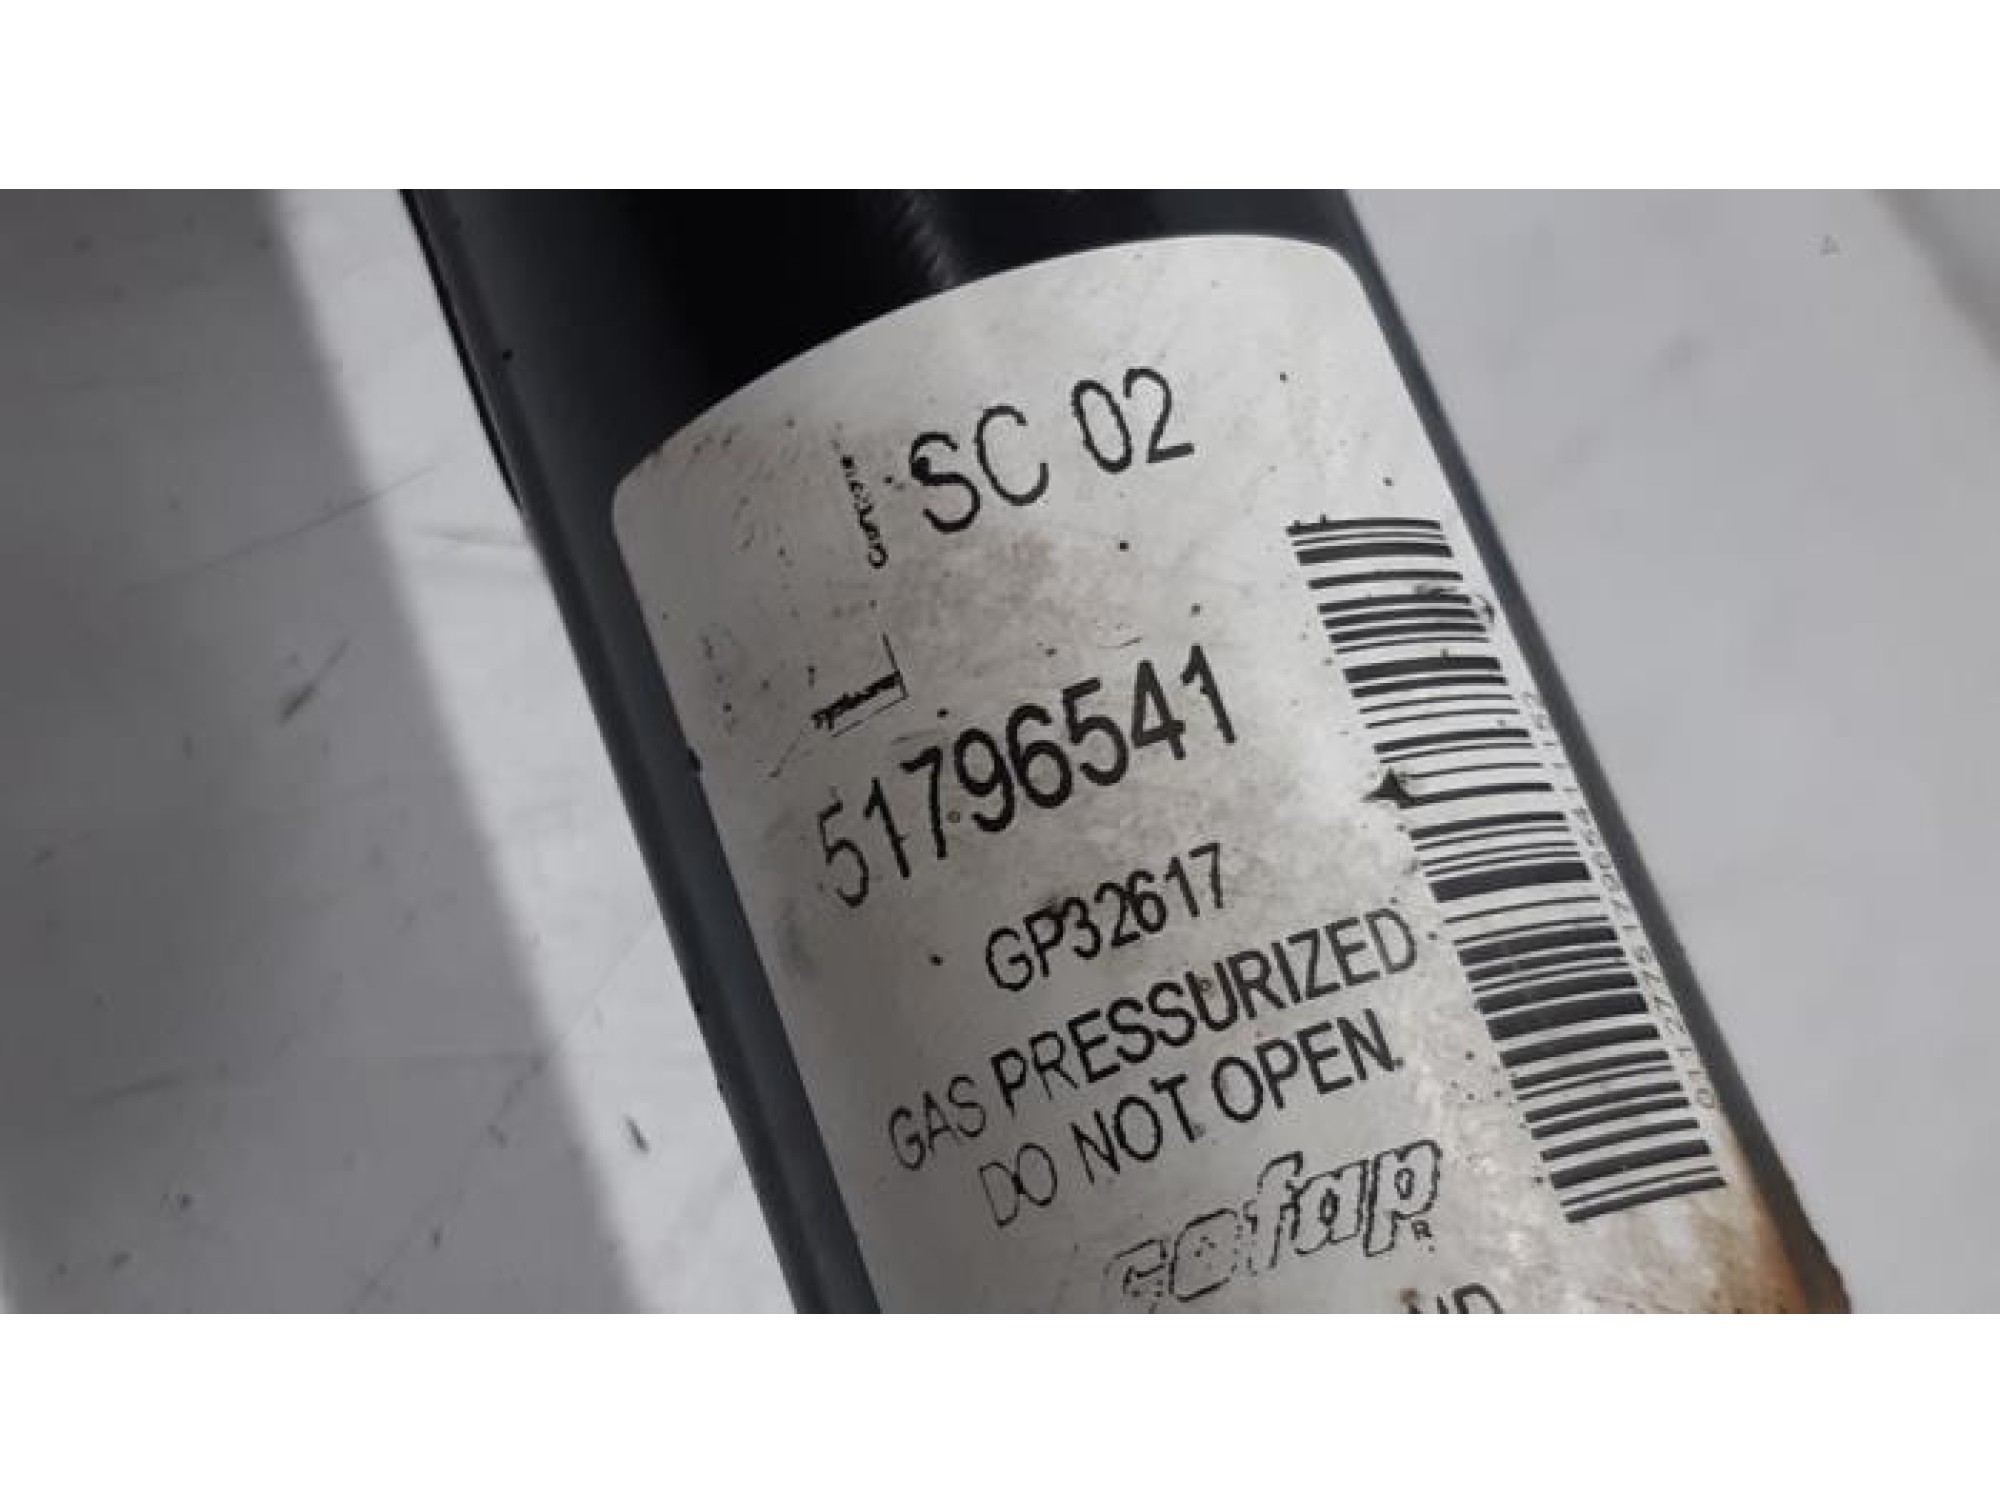 SC 02
51796541
GP32617
GAS PRESSURIZED
DO NOT OPEN
cofap
R